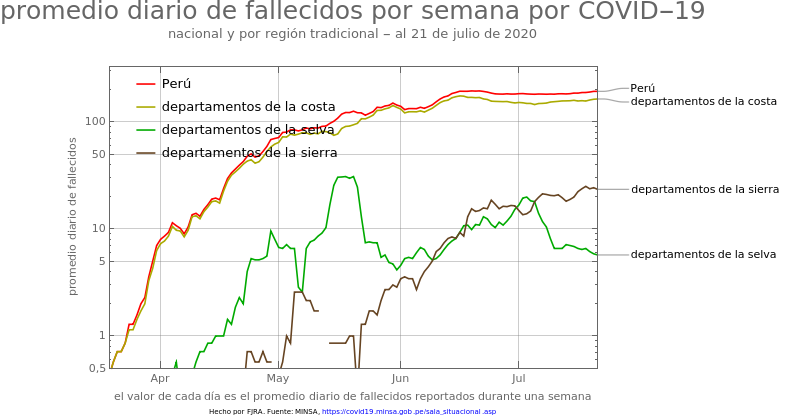 promedio diario de fallecidos por semana por COVID−19
nacional y por región tradicional − al 21 de julio de 2020
Perú
departamentos de la costa
departamentos de la selva
departamentos de la sierra
promedio diario de fallecidos
100
50
10
5
1
0,5
Apr May Jun Jul
Perú
departamentos de la costa
departamentos de la sierra
departamentos de la selva
el valor de cada día es el promedio diario de fallecidos reportados durante una semana
Hecho por FJRA. Fuente: MINSA, https://covid19.minsa.gob.pe/sala_situacional.asp